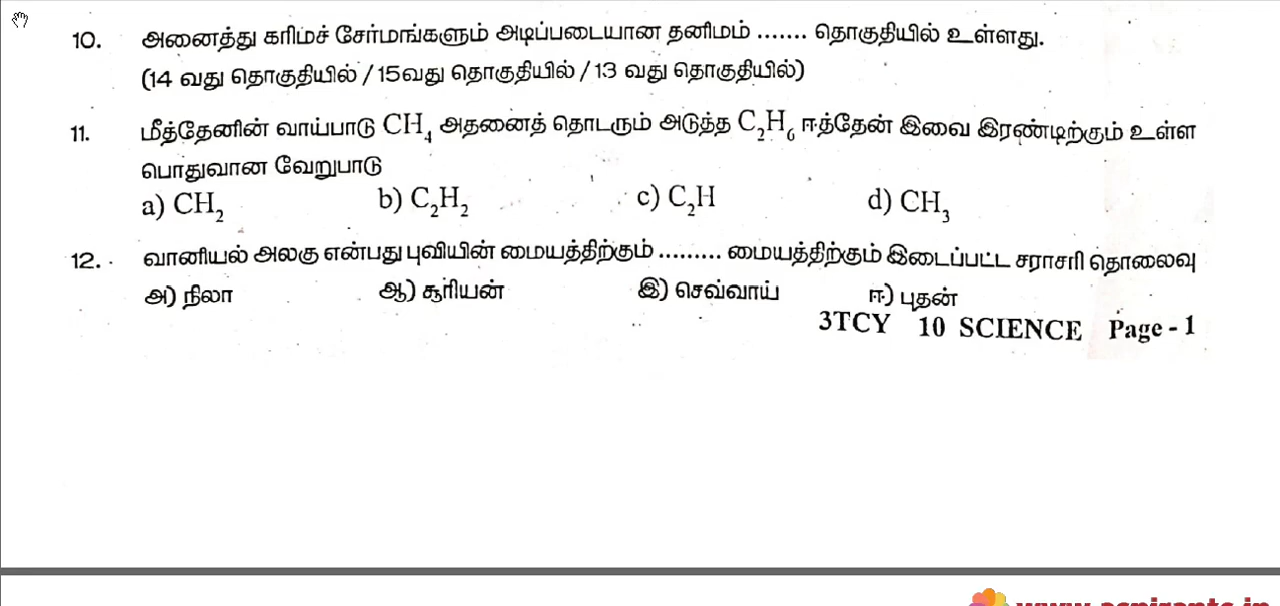 10. அனைத்து கரிமச் சேர்மங்களும் அடிப்படையான தனிமம் ....... தொகுதியில் உள்ளது.
(14 வது தொகுதியில் / 15வது தொகுதியில் / 13 வது தொகுதியில்)
11. மீத்தேனின் வாய்பாடு CH₄ அதனைத் தொடரும் அடுத்த C₂H₆ ஈத்தேன் இவை இரண்டிற்கும் உள்ள
பொதுவான வேறுபாடு
a) CH₂ b) C₂H₂ c) C₂H d) CH₃
12. வானியல் அலகு என்பது புவியின் மையத்திற்கும் ......... மையத்திற்கும் இடைப்பட்ட சராசரி தொலைவு
அ) நிலா ஆ) சூரியன் இ) செவ்வாய் ஈ) புதன்
3TCY 10 SCIENCE Page - 1